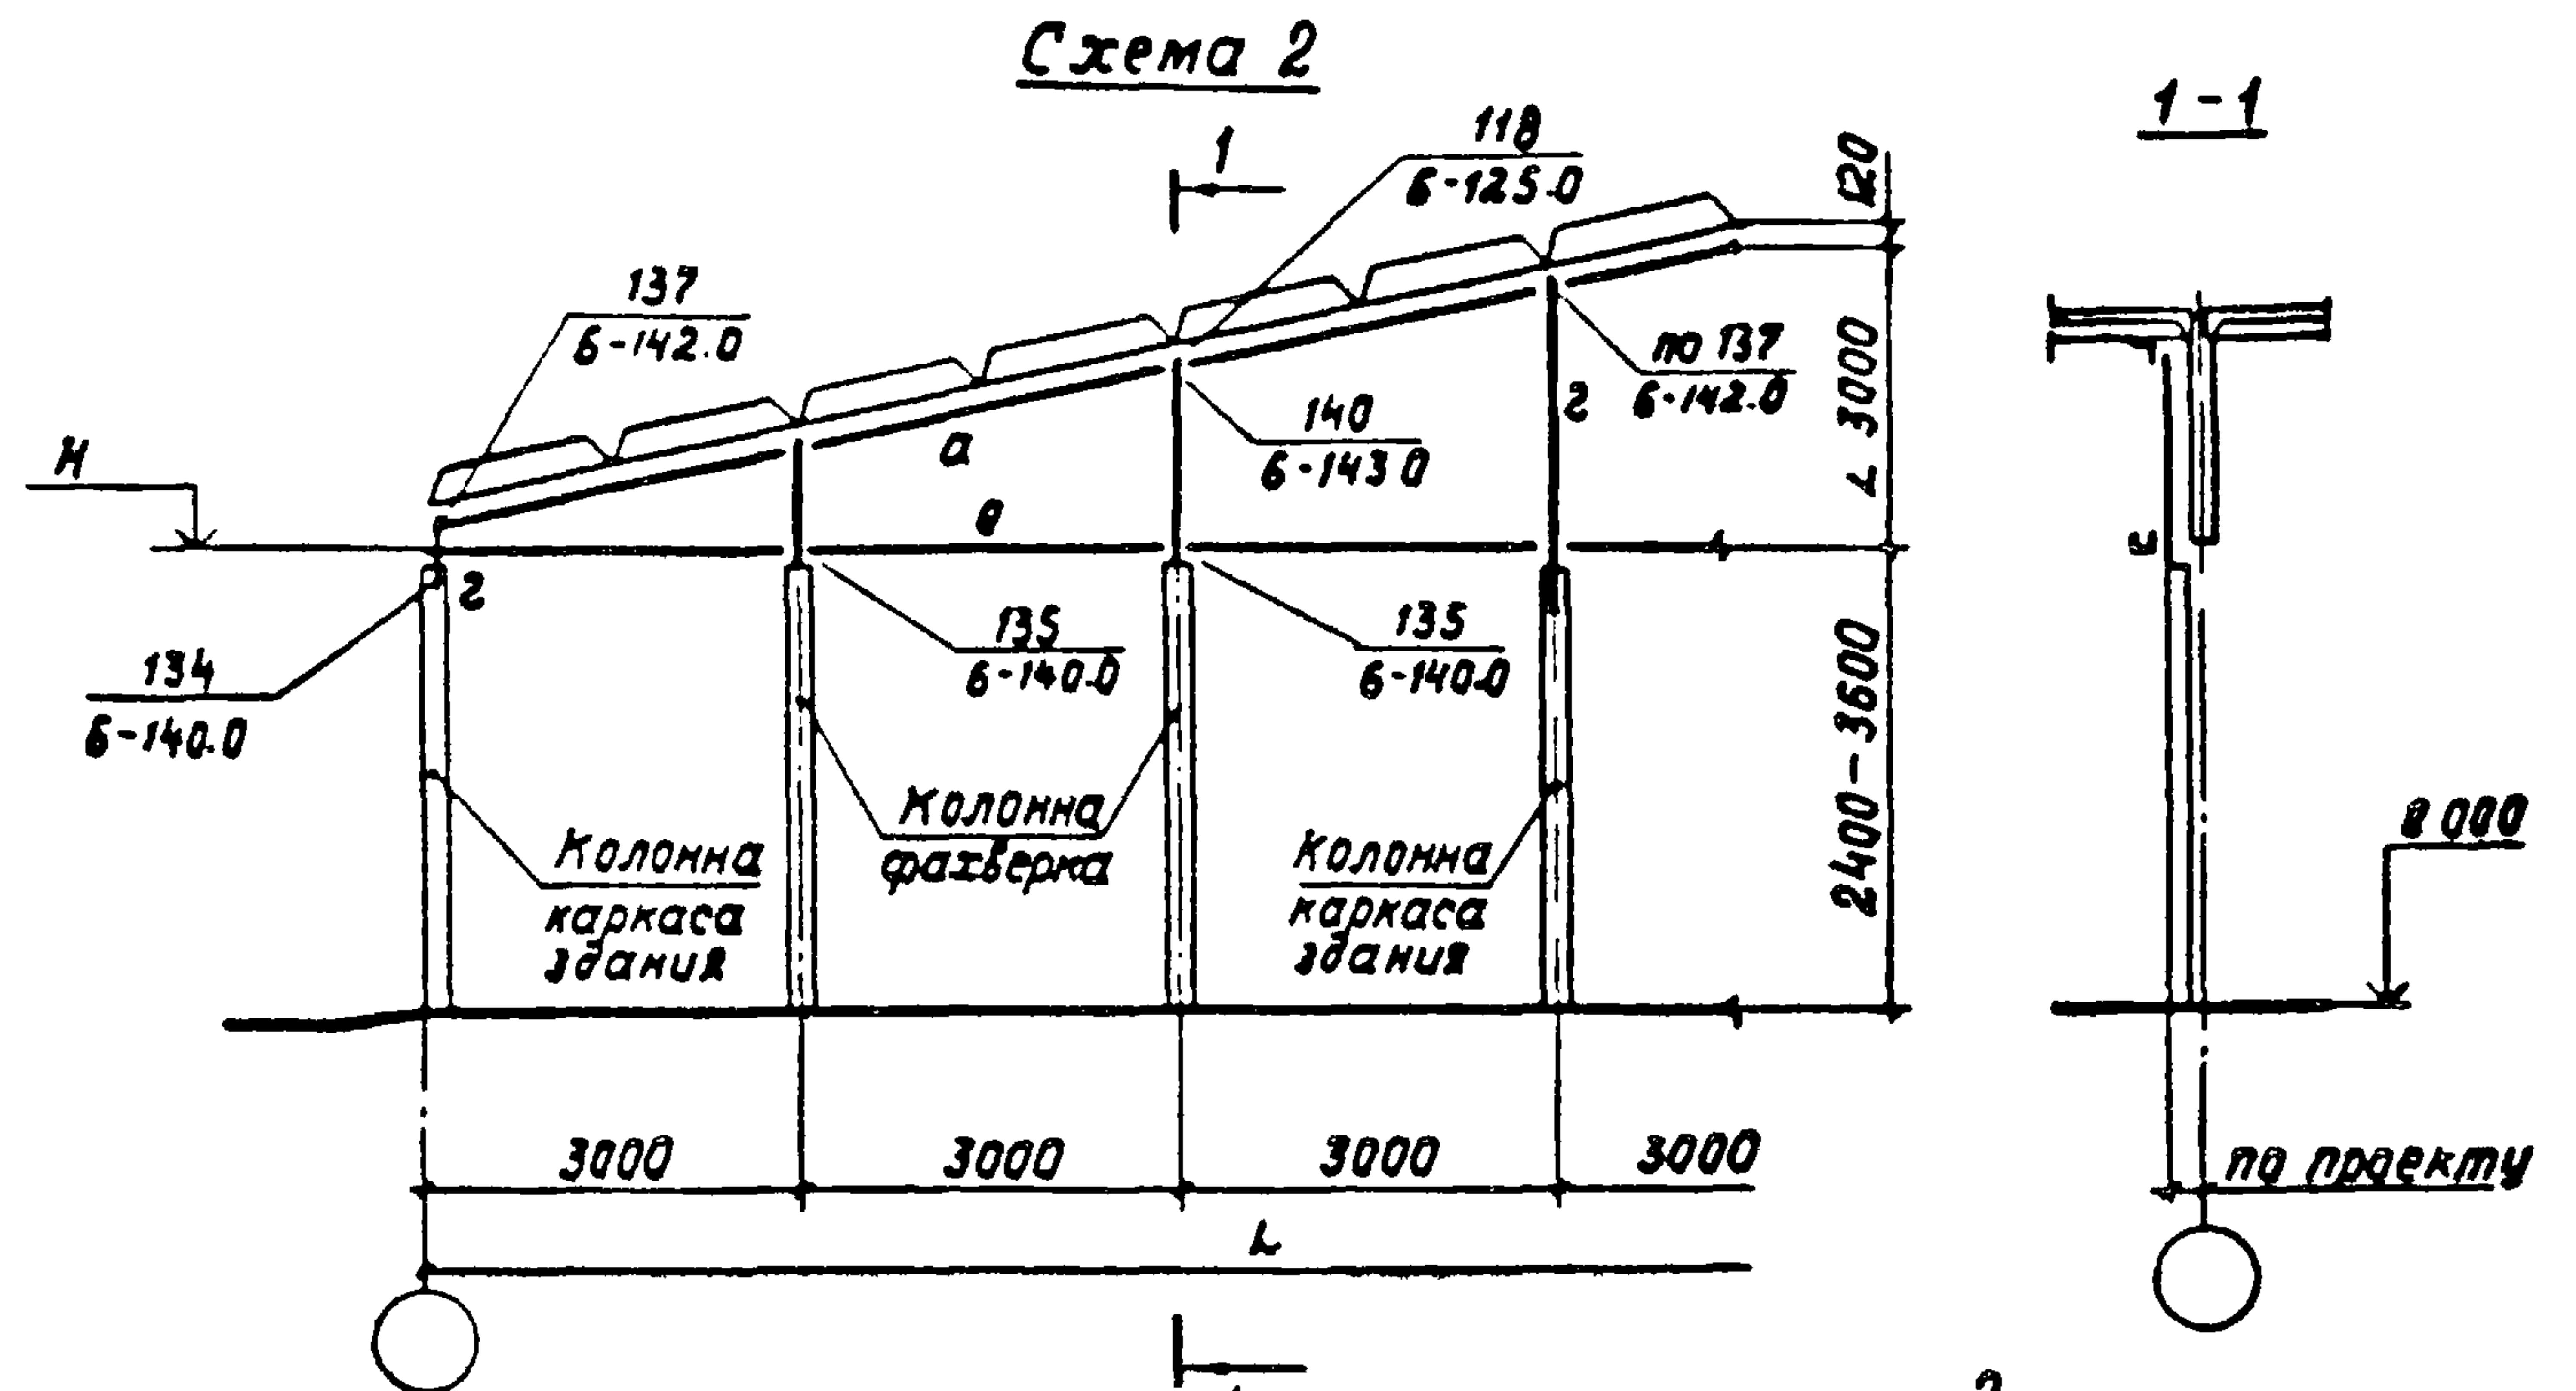 Схема 2
1-1
1
118
6-125.0
120
137
6-142.0
H
по 137
6-142.0
г
∠ 3000
140
6-143 0
а
е
и
г
134
6-140.0
135
6-140.0
135
6-140.0
2400-3600
Колонна
каркаса
здания
Колонна
фахверка
Колонна
каркаса
здания
0 000
3000
3000
3000
3000
по проекту
L